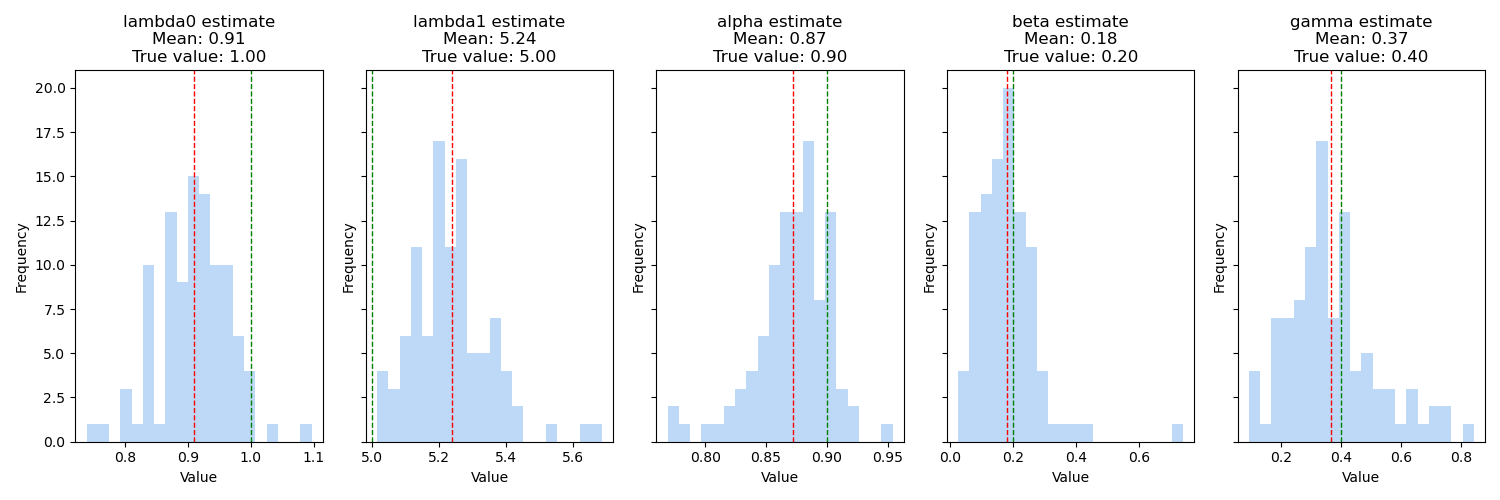 lambda0 estimate
Mean: 0.91
True value: 1.00
lambda1 estimate
Mean: 5.24
True value: 5.00
alpha estimate
Mean: 0.87
True value: 0.90
beta estimate
Mean: 0.18
True value: 0.20
gamma estimate
Mean: 0.37
True value: 0.40
20.0
17.5
15.0
12.5
10.0
7.5
5.0
2.5
0.0
Frequency
0.8 0.9 1.0 1.1
Value
Frequency
5.0 5.2 5.4 5.6
Value
Frequency
0.80 0.85 0.90 0.95
Value
Frequency
0.0 0.2 0.4 0.6
Value
Frequency
0.2 0.4 0.6 0.8
Value